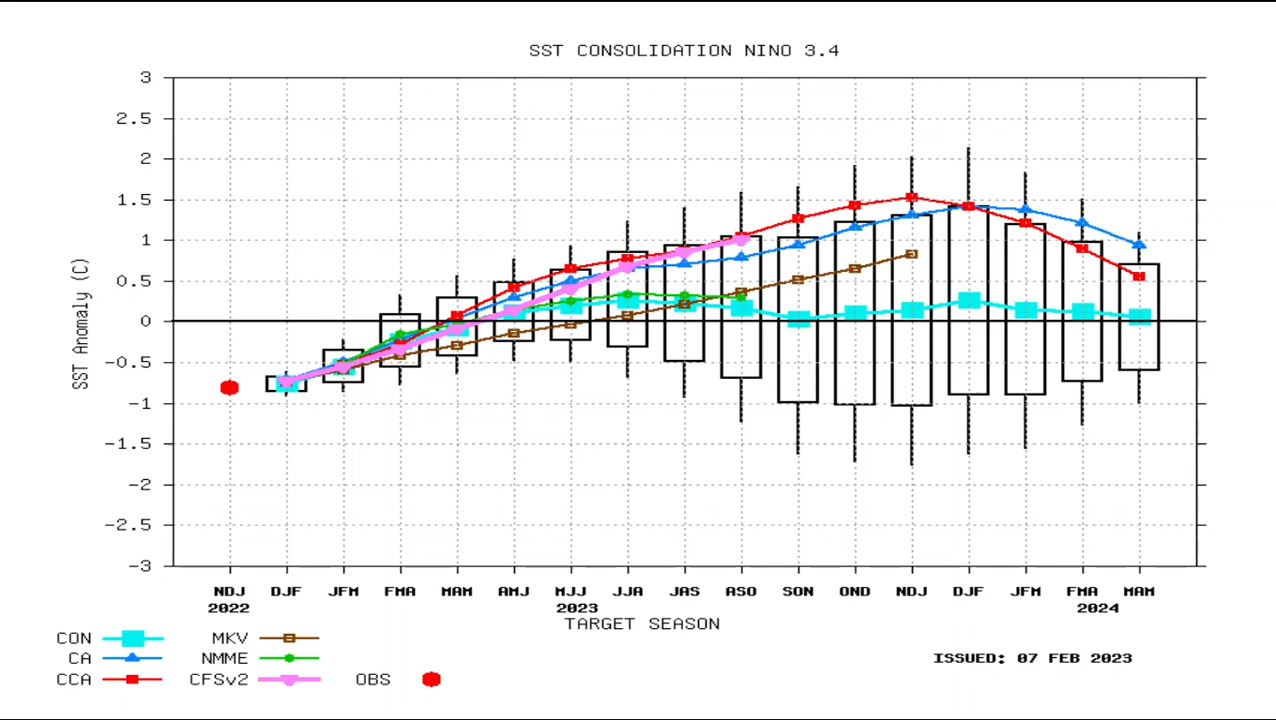 SST CONSOLIDATION NINO 3.4
3
2.5
2
1.5
1
0.5
0
-0.5
-1
-1.5
-2
-2.5
-3
SST Anomaly (C)
NDJ DJF JFM FMA MAM AMJ MJJ JJA JAS ASO SON OND NDJ DJF JFM FMA MAM
2022 2023 2024
TARGET SEASON
CON MKV
CA NMME
CCA CFSv2 OBS
ISSUED: 07 FEB 2023